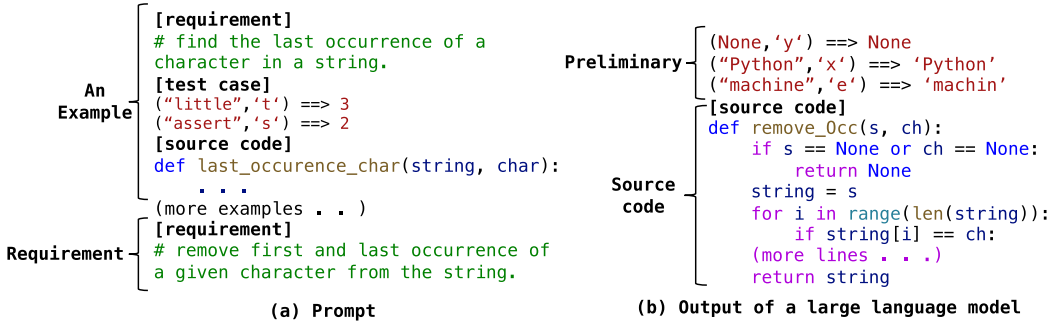 An
Example
[requirement]
# find the last occurrence of a
character in a string.
[test case]
(“little”,‘t‘) ==> 3
(“assert”,‘s‘) ==> 2
[source code]
def last_occurence_char(string, char):
. . .
(more examples . . )
Requirement
[requirement]
# remove first and last occurrence of
a given character from the string.
(a) Prompt
Preliminary
(None,‘y‘) ==> None
(“Python”,‘x‘) ==> ‘Python’
(“machine”,‘e‘) ==> ‘machin’
Source
code
[source code]
def remove_Occ(s, ch):
if s == None or ch == None:
return None
string = s
for i in range(len(string)):
if string[i] == ch:
(more lines . . .)
return string
(b) Output of a large language model